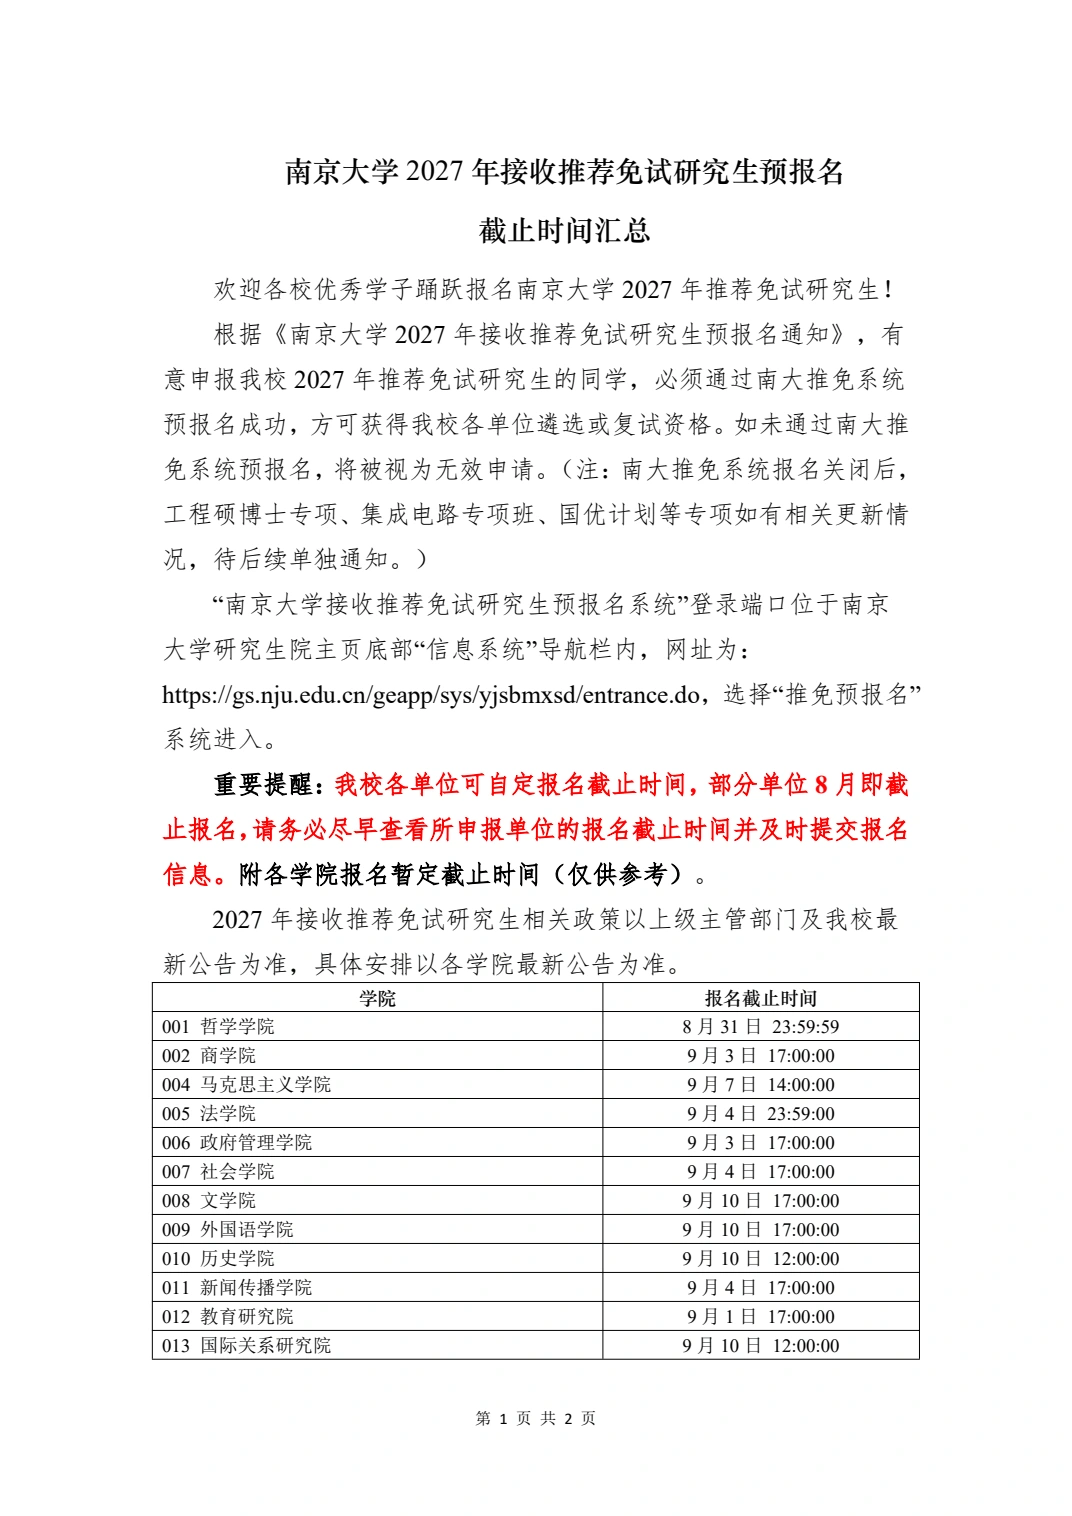 南京大学 2027 年接收推荐免试研究生预报名
截止时间汇总
欢迎各校优秀学子踊跃报名南京大学 2027 年推荐免试研究生！
根据《南京大学 2027 年接收推荐免试研究生预报名通知》，有
意申报我校 2027 年推荐免试研究生的同学，必须通过南大推免系统
预报名成功，方可获得我校各单位遴选或复试资格。如未通过南大推
免系统预报名，将被视为无效申请。（注：南大推免系统报名关闭后，
工程硕博士专项、集成电路专项班、国优计划等专项如有相关更新情
况，待后续单独通知。）
“南京大学接收推荐免试研究生预报名系统”登录端口位于南京
大学研究生院主页底部“信息系统”导航栏内，网址为：
https://gs.nju.edu.cn/geapp/sys/yjsbmxsd/entrance.do，选择“推免预报名”
系统进入。
重要提醒：我校各单位可自定报名截止时间，部分单位 8 月即截
止报名，请务必尽早查看所申报单位的报名截止时间并及时提交报名
信息。附各学院报名暂定截止时间（仅供参考）。
2027 年接收推荐免试研究生相关政策以上级主管部门及我校最
新公告为准，具体安排以各学院最新公告为准。
学院 报名截止时间
001 哲学学院 8 月 31 日 23:59:59
002 商学院 9 月 3 日 17:00:00
004 马克思主义学院 9 月 7 日 14:00:00
005 法学院 9 月 4 日 23:59:00
006 政府管理学院 9 月 3 日 17:00:00
007 社会学院 9 月 4 日 17:00:00
008 文学院 9 月 10 日 17:00:00
009 外国语学院 9 月 10 日 17:00:00
010 历史学院 9 月 10 日 12:00:00
011 新闻传播学院 9 月 4 日 17:00:00
012 教育研究院 9 月 1 日 17:00:00
013 国际关系研究院 9 月 10 日 12:00:00
第 1 页 共 2 页